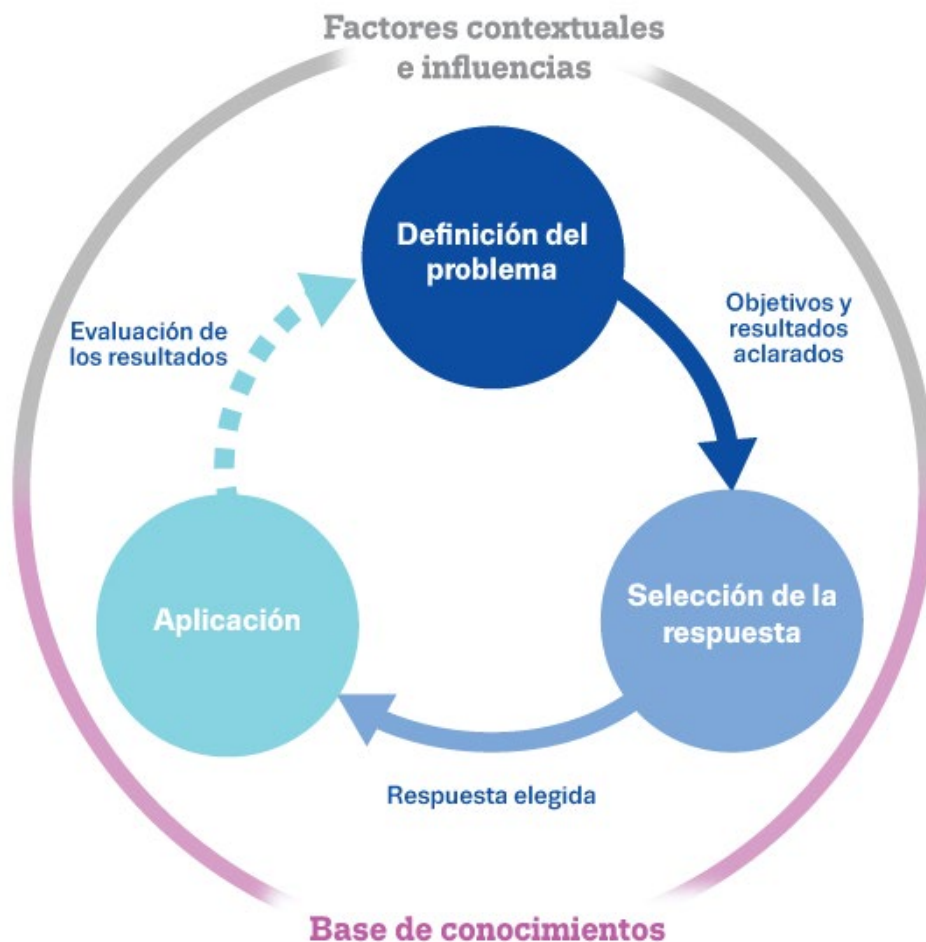 Factores contextuales
e influencias
Definición del
problema
Objetivos y
resultados
aclarados
Evaluación de
los resultados
Selección de la
respuesta
Aplicación
Respuesta elegida
Base de conocimientos